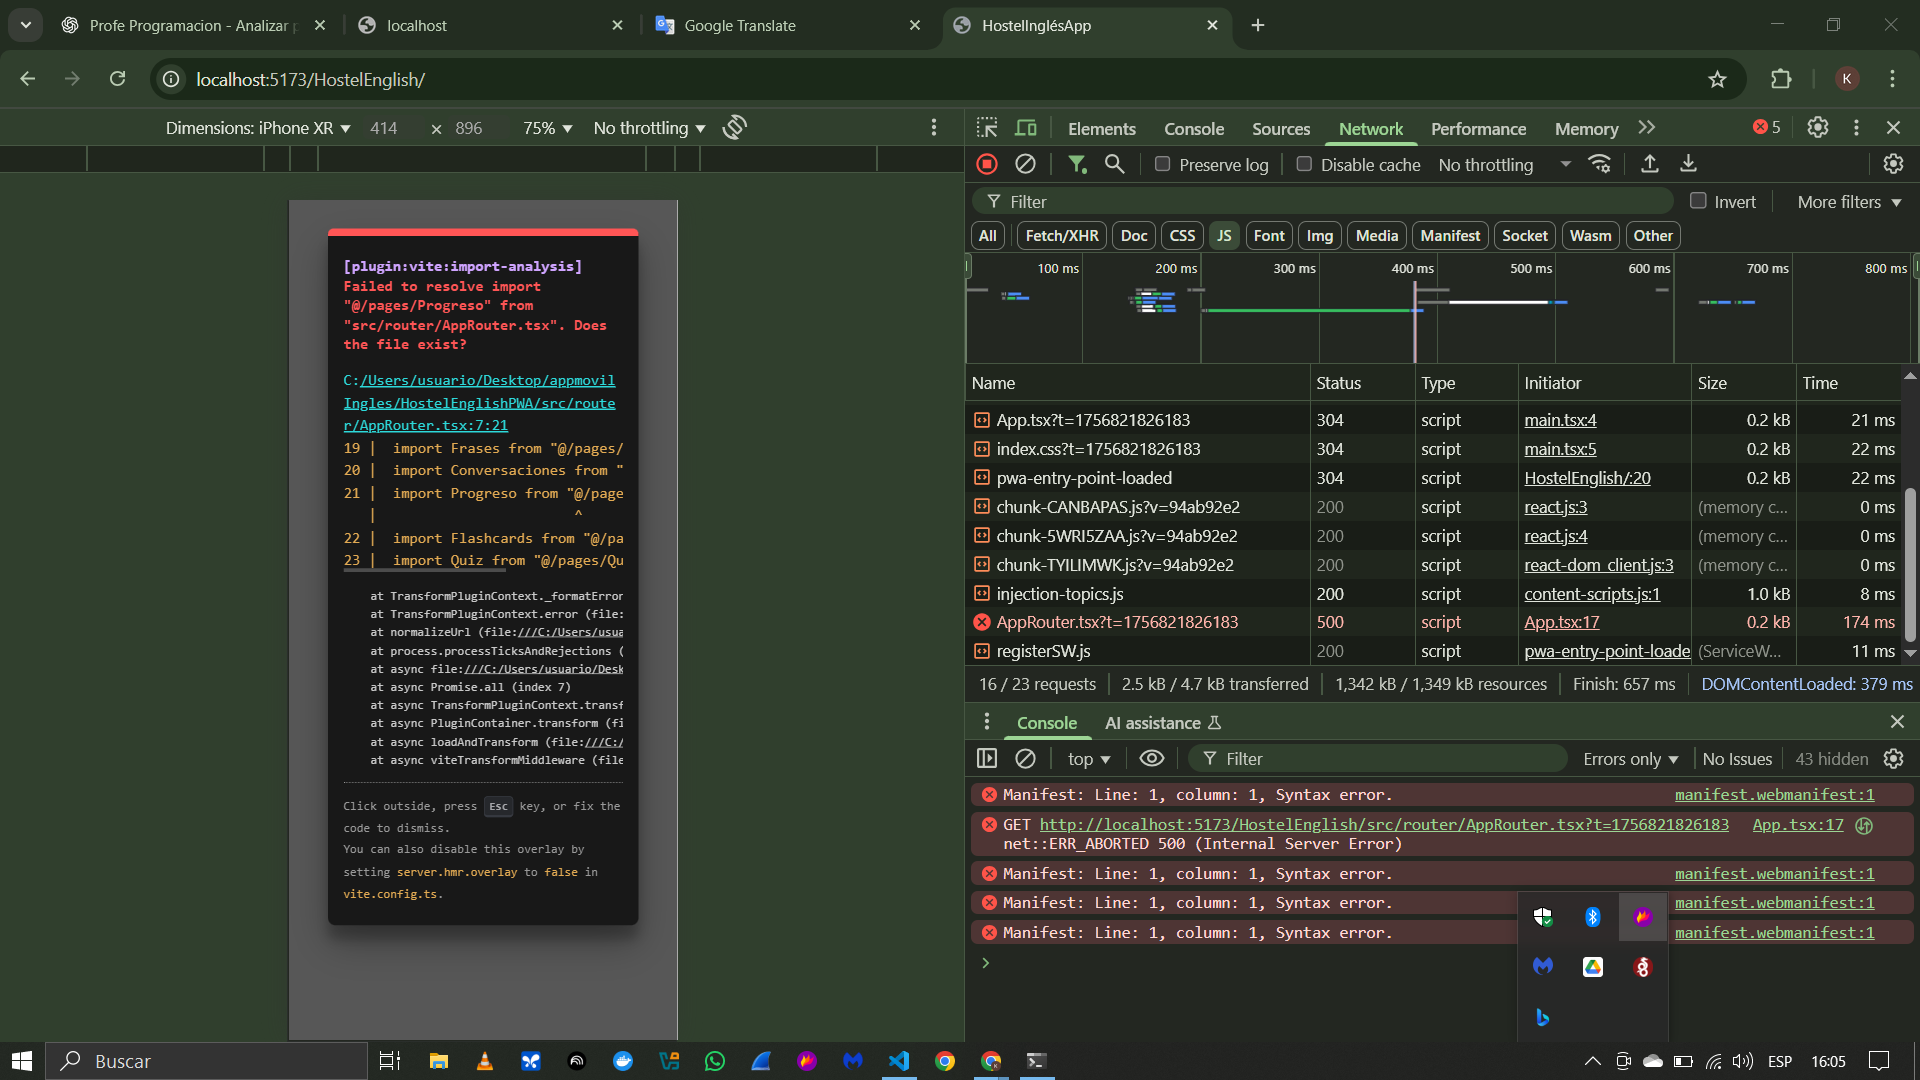 Profe Programacion - Analizar p
localhost
Google Translate
HostelInglésApp
localhost:5173/HostelEnglish/
K
Dimensions: iPhone XR
414
×
896
75%
No throttling
Elements
Console
Sources
Network
Performance
Memory
5
Preserve log
Disable cache
No throttling
Filter
Invert
More filters
All
Fetch/XHR
Doc
CSS
JS
Font
Img
Media
Manifest
Socket
Wasm
Other
100 ms
200 ms
300 ms
400 ms
500 ms
600 ms
700 ms
800 ms
Name
Status
Type
Initiator
Size
Time
App.tsx?t=1756821826183 304 script main.tsx:4 0.2 kB 21 ms
index.css?t=1756821826183 304 script main.tsx:5 0.2 kB 22 ms
pwa-entry-point-loaded 304 script HostelEnglish/:20 0.2 kB 22 ms
chunk-CANBAPAS.js?v=94ab92e2 200 script react.js:3 (memory c... 0 ms
chunk-5WRI5ZAA.js?v=94ab92e2 200 script react.js:4 (memory c... 0 ms
chunk-TYILIMWK.js?v=94ab92e2 200 script react-dom_client.js:3 (memory c... 0 ms
injection-topics.js 200 script content-scripts.js:1 1.0 kB 8 ms
AppRouter.tsx?t=1756821826183 500 script App.tsx:17 0.2 kB 174 ms
registerSW.js 200 script pwa-entry-point-loade (ServiceW... 11 ms
16 / 23 requests
2.5 kB / 4.7 kB transferred
1,342 kB / 1,349 kB resources
Finish: 657 ms
DOMContentLoaded: 379 ms
Console
AI assistance
top
Filter
Errors only
No Issues
43 hidden
Manifest: Line: 1, column: 1, Syntax error. manifest.webmanifest:1
GET http://localhost:5173/HostelEnglish/src/router/AppRouter.tsx?t=1756821826183 App.tsx:17
net::ERR_ABORTED 500 (Internal Server Error)
Manifest: Line: 1, column: 1, Syntax error. manifest.webmanifest:1
Manifest: Line: 1, column: 1, Syntax error. manifest.webmanifest:1
Manifest: Line: 1, column: 1, Syntax error. manifest.webmanifest:1
[plugin:vite:import-analysis]
Failed to resolve import
"@/pages/Progreso" from
"src/router/AppRouter.tsx". Does
the file exist?
C:/Users/usuario/Desktop/appmovil
Ingles/HostelEnglishPWA/src/route
r/AppRouter.tsx:7:21
19 |  import Frases from "@/pages/
20 |  import Conversaciones from "
21 |  import Progreso from "@/page
|                      ^
22 |  import Flashcards from "@/pa
23 |  import Quiz from "@/pages/Qu
at TransformPluginContext._formatError
at TransformPluginContext.error (file:
at normalizeUrl (file:///C:/Users/usua
at process.processTicksAndRejections (
at async file:///C:/Users/usuario/Desk
at async Promise.all (index 7)
at async TransformPluginContext.transf
at async PluginContainer.transform (fi
at async loadAndTransform (file:///C:/
at async viteTransformMiddleware (file
Click outside, press Esc key, or fix the
code to dismiss.
You can also disable this overlay by
setting server.hmr.overlay to false in
vite.config.ts.
Buscar
ESP
16:05